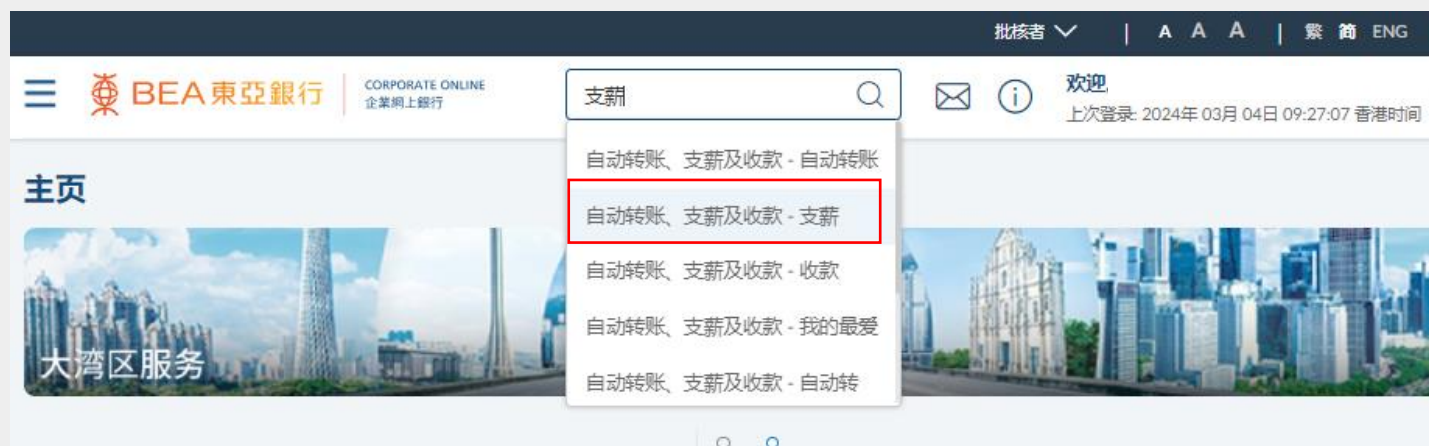 批核者 | A A A | 繁 简 ENG
BEA東亞銀行 CORPORATE ONLINE
企業網上銀行
支薪
欢迎,
上次登录: 2024年 03月 04日 09:27:07 香港时间
自动转账、支薪及收款 - 自动转账
自动转账、支薪及收款 - 支薪
自动转账、支薪及收款 - 收款
自动转账、支薪及收款 - 我的最爱
自动转账、支薪及收款 - 自动转
主页
大湾区服务